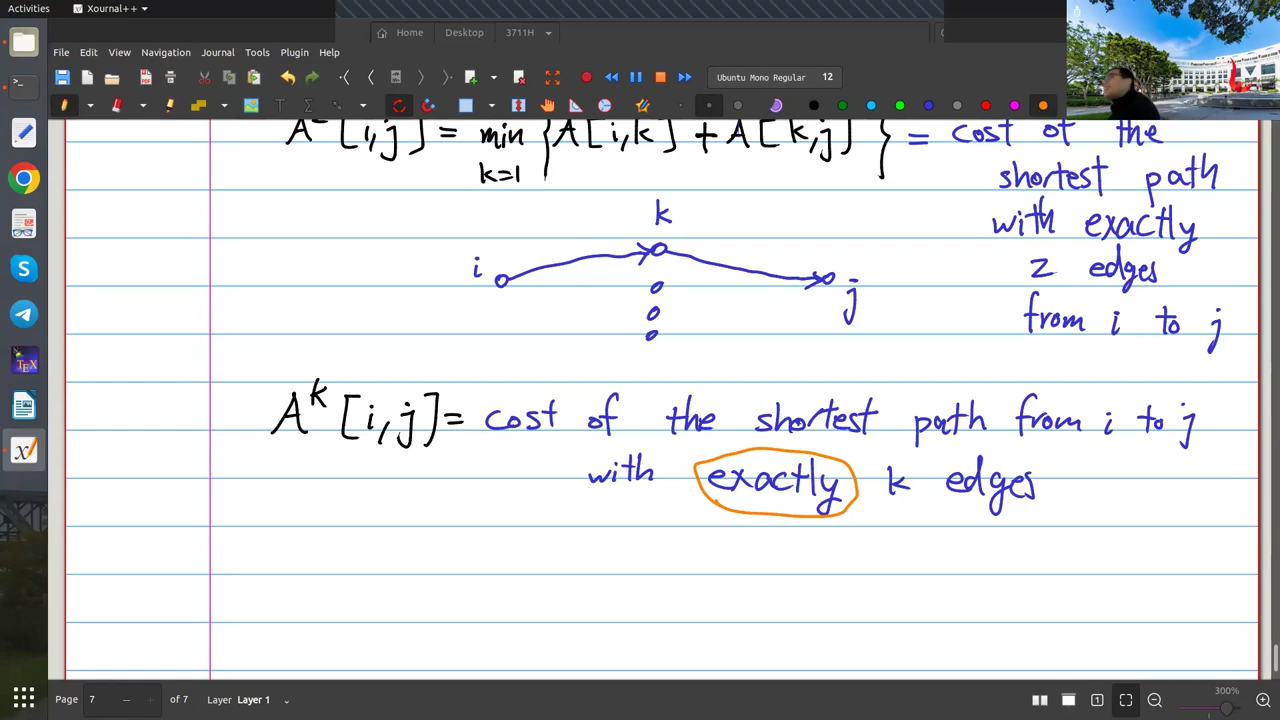 Activities Xournal++
Home Desktop 3711H
File Edit View Navigation Journal Tools Plugin Help
Ubuntu Mono Regular 12
A² [i,j] = min {A[i,k] + A[k,j]} = cost of the
k=1
shortest path
with exactly
2 edges
from i to j
k
i
j
A^k [i,j] = cost of the shortest path from i to j
with exactly k edges
Page 7 of 7 Layer Layer 1
300%